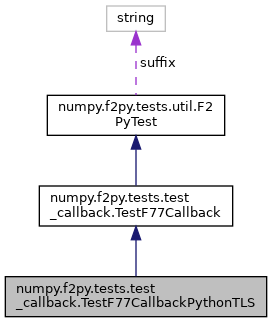 string
suffix
numpy.f2py.tests.util.F2
PyTest
numpy.f2py.tests.test
_callback.TestF77Callback
numpy.f2py.tests.test
_callback.TestF77CallbackPythonTLS